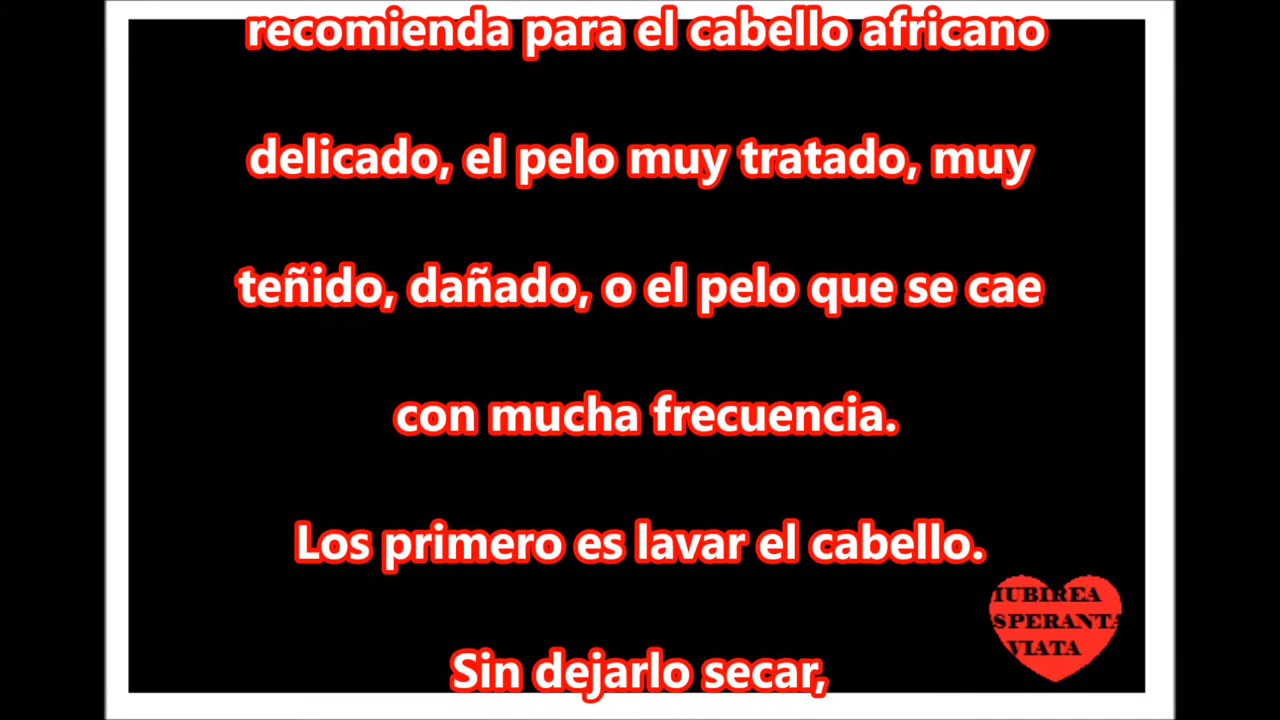 recomienda para el cabello africano
delicado, el pelo muy tratado, muy
teñido, dañado, o el pelo que se cae
con mucha frecuencia.
Los primero es lavar el cabello.
Sin dejarlo secar,
IUBIREA
SPERANTA
VIATA